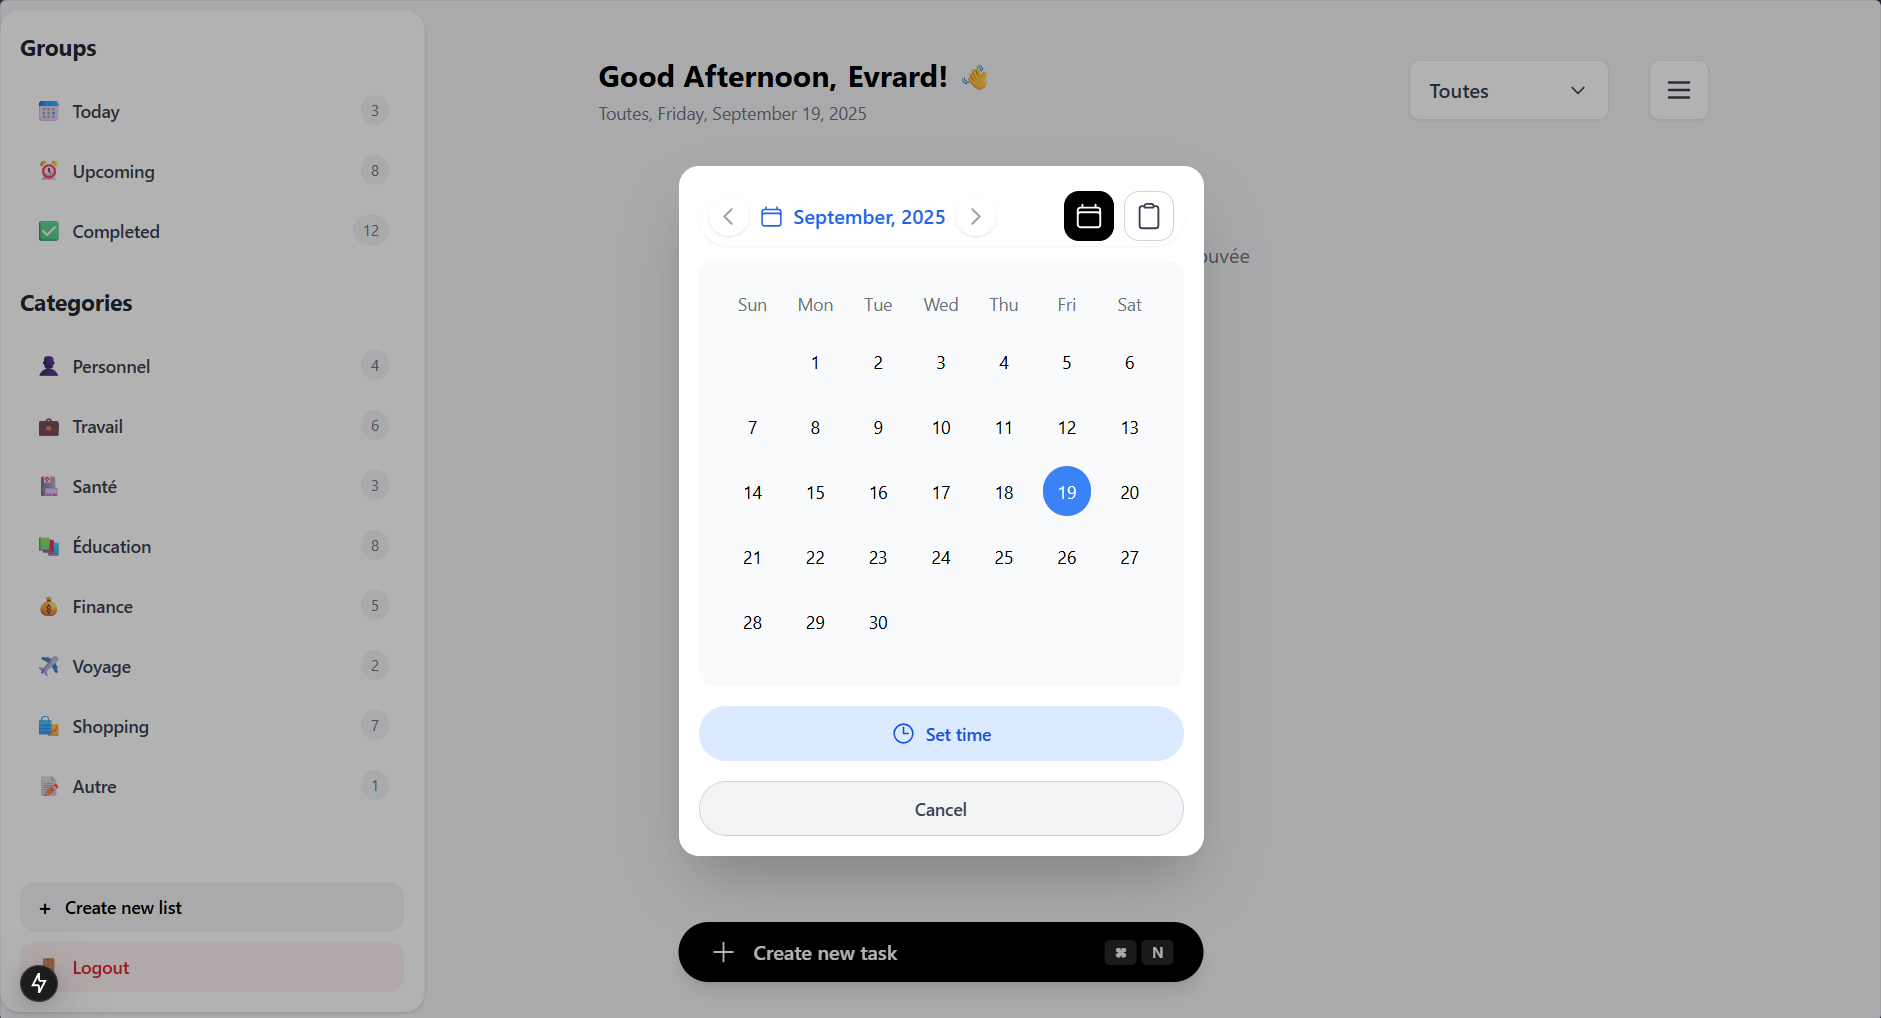 Groups
Today 3
Upcoming 8
Completed 12
Categories
Personnel 4
Travail 6
Santé 3
Éducation 8
Finance 5
Voyage 2
Shopping 7
Autre 1
+ Create new list
Logout
Good Afternoon, Evrard! 👋
Toutes, Friday, September 19, 2025
Toutes
September, 2025
Sun Mon Tue Wed Thu Fri Sat
1 2 3 4 5 6
7 8 9 10 11 12 13
14 15 16 17 18 19 20
21 22 23 24 25 26 27
28 29 30
Set time
Cancel
Create new task ⌘ N